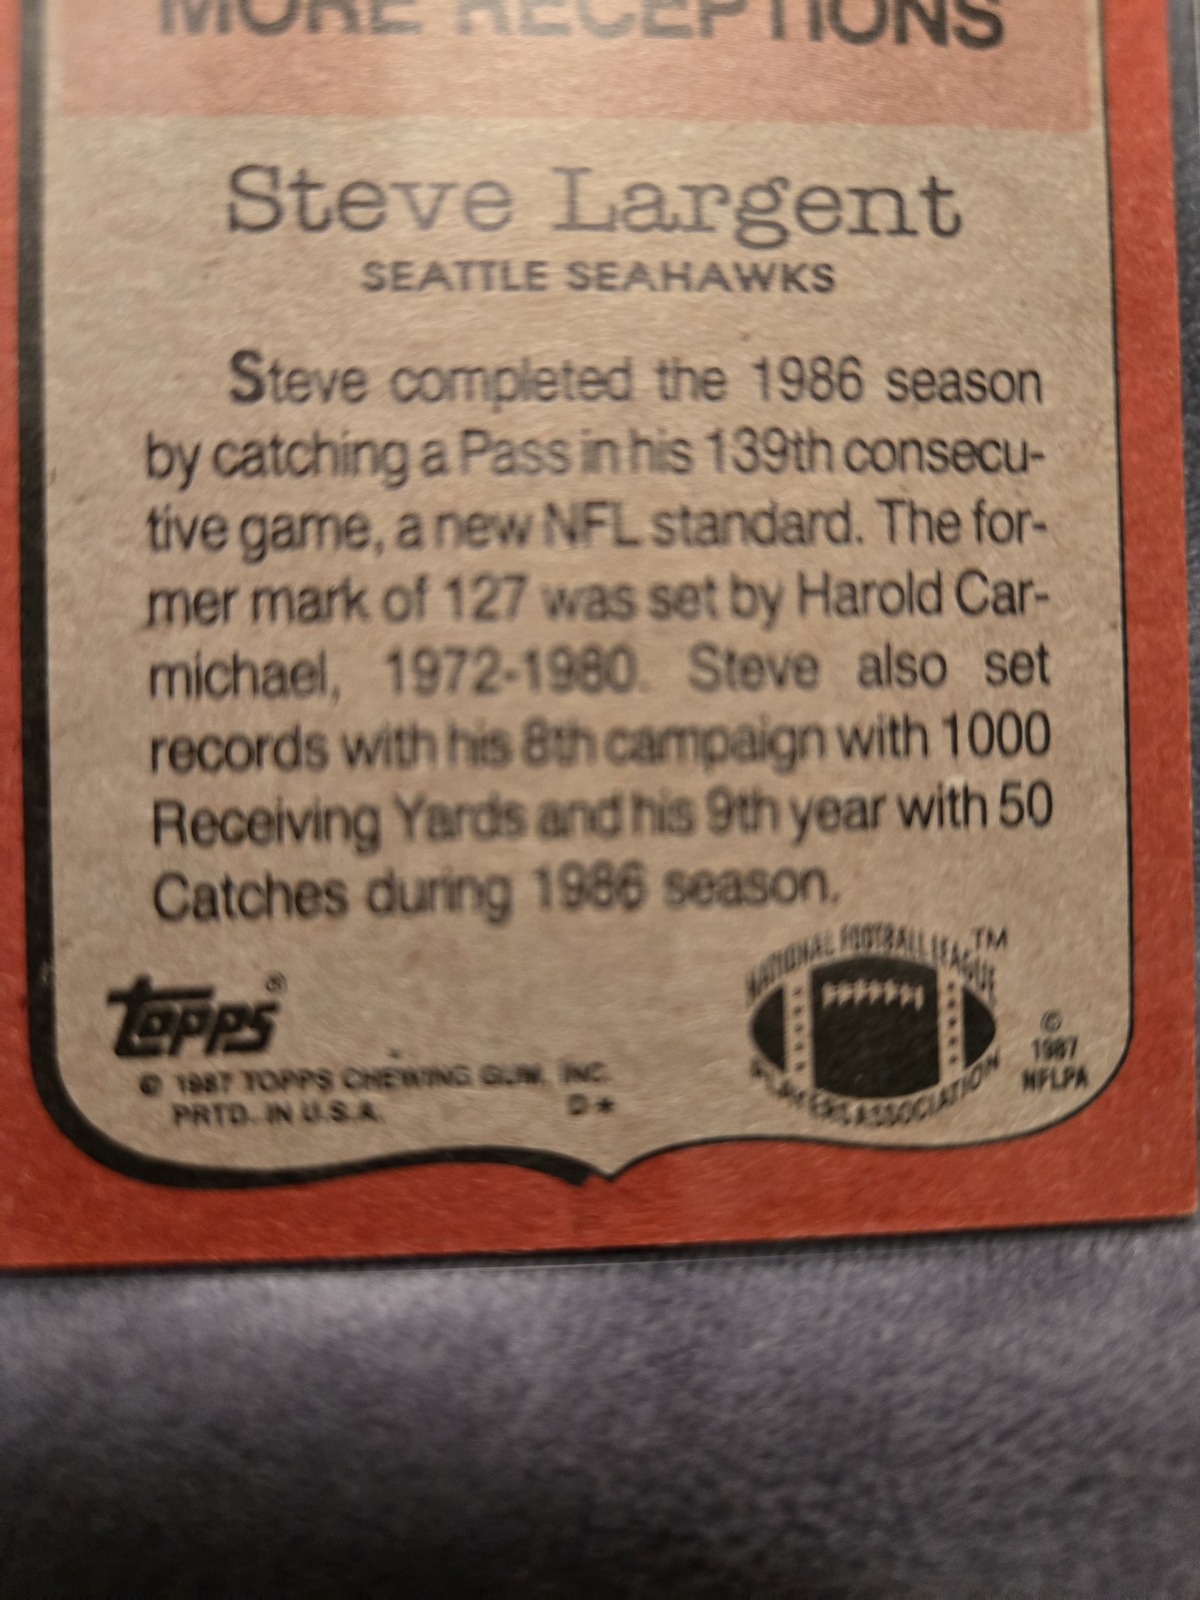 MORE RECEPTIONS
Steve Largent
SEATTLE SEAHAWKS
Steve completed the 1986 season
by catching a Pass in his 139th consecu-
tive game, a new NFL standard. The for-
mer mark of 127 was set by Harold Car-
michael, 1972-1980. Steve also set
records with his 8th campaign with 1000
Receiving Yards and his 9th year with 50
Catches during 1986 season.
topps®
© 1987 TOPPS CHEWING GUM, INC.
PRTD. IN U.S.A. D*
NATIONAL FOOTBALL LEAGUE ™
PLAYERS ASSOCIATION
©
1987
NFLPA